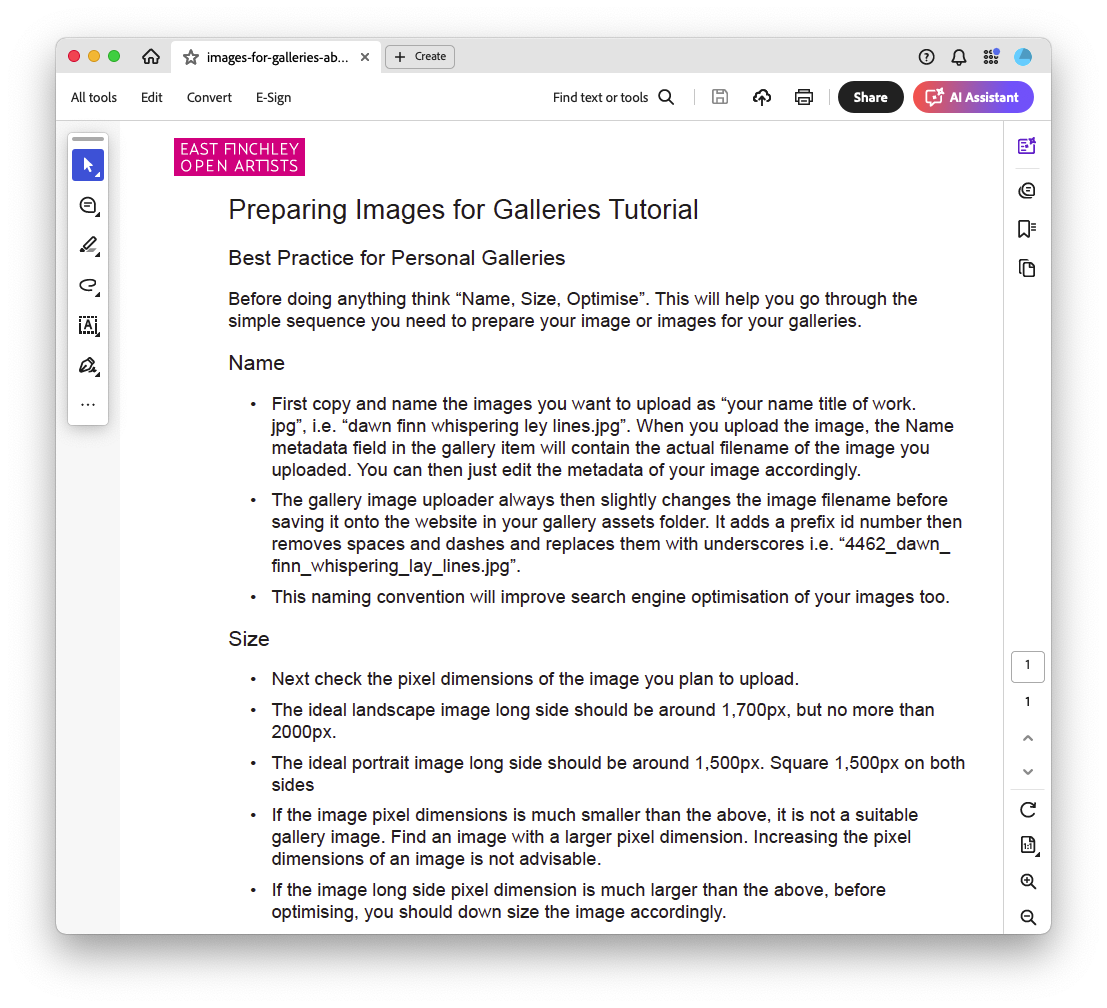 images-for-galleries-ab...
Create
All tools
Edit
Convert
E-Sign
Find text or tools
Share
AI Assistant
EAST FINCHLEY
OPEN ARTISTS
Preparing Images for Galleries Tutorial
Best Practice for Personal Galleries
Before doing anything think “Name, Size, Optimise”. This will help you go through the
simple sequence you need to prepare your image or images for your galleries.
Name
• First copy and name the images you want to upload as “your name title of work.
jpg”, i.e. “dawn finn whispering ley lines.jpg”. When you upload the image, the Name
metadata field in the gallery item will contain the actual filename of the image you
uploaded. You can then just edit the metadata of your image accordingly.
• The gallery image uploader always then slightly changes the image filename before
saving it onto the website in your gallery assets folder. It adds a prefix id number then
removes spaces and dashes and replaces them with underscores i.e. “4462_dawn_
finn_whispering_lay_lines.jpg”.
• This naming convention will improve search engine optimisation of your images too.
Size
• Next check the pixel dimensions of the image you plan to upload.
• The ideal landscape image long side should be around 1,700px, but no more than
2000px.
• The ideal portrait image long side should be around 1,500px. Square 1,500px on both
sides
• If the image pixel dimensions is much smaller than the above, it is not a suitable
gallery image. Find an image with a larger pixel dimension. Increasing the pixel
dimensions of an image is not advisable.
• If the image long side pixel dimension is much larger than the above, before
optimising, you should down size the image accordingly.
1
1
1:1